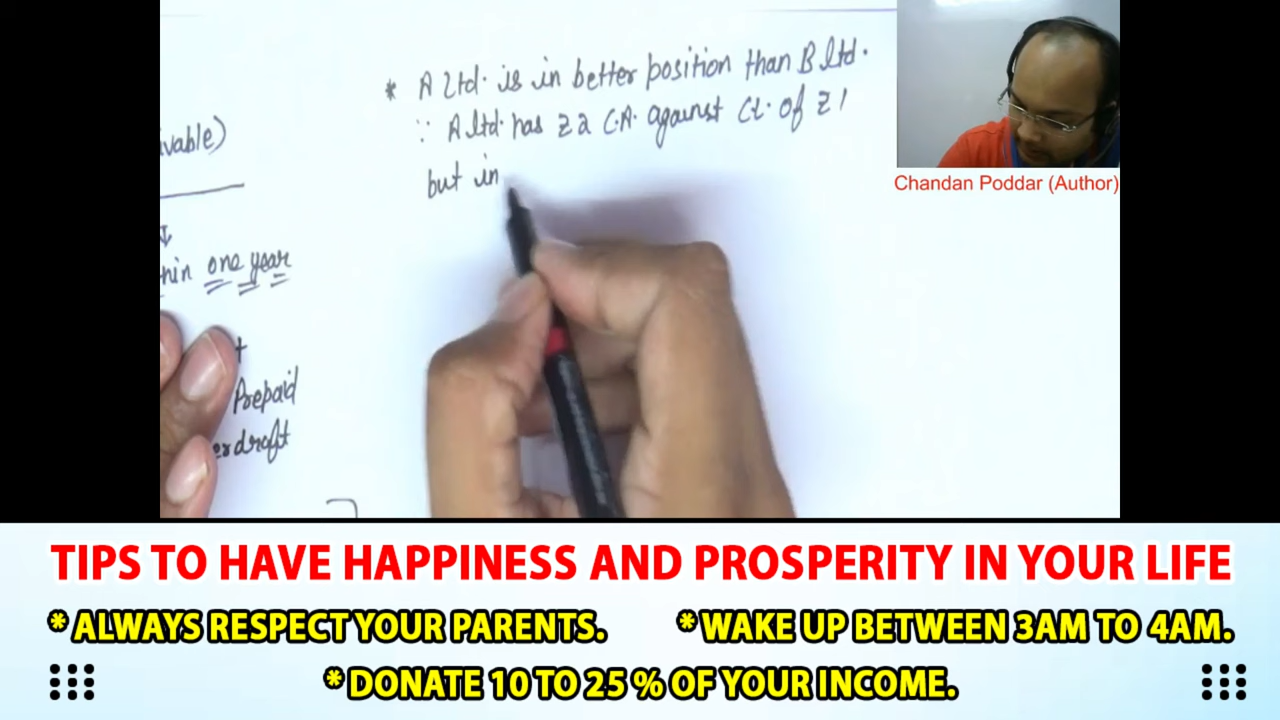 * A Ltd. is in better position than B ltd.
∵ A ltd. has ₹2 C.A. against CL. of ₹1
but in
ivable)
hin one year
+
Prepaid
erdraft
Chandan Poddar (Author)
TIPS TO HAVE HAPPINESS AND PROSPERITY IN YOUR LIFE
* ALWAYS RESPECT YOUR PARENTS. * WAKE UP BETWEEN 3AM TO 4AM.
* DONATE 10 TO 25 % OF YOUR INCOME.